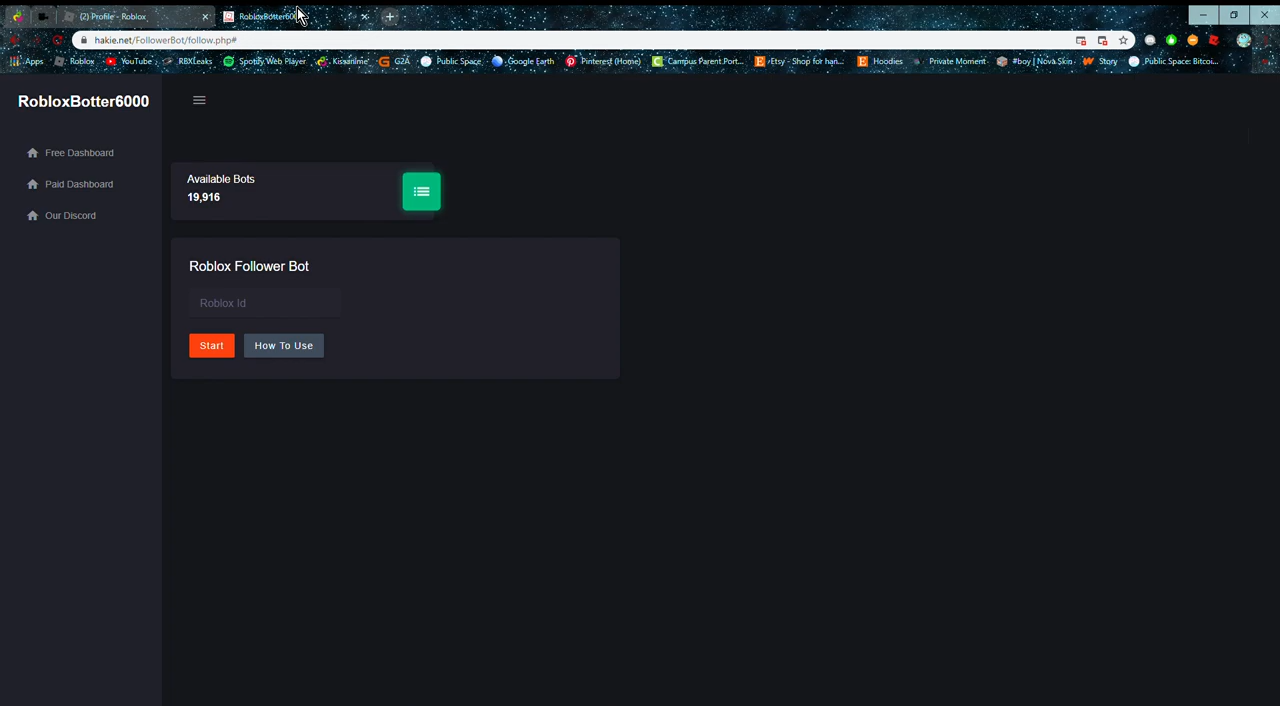 (2) Profile - Roblox
RobloxBotter600
hakie.net/FollowerBot/follow.php#
Apps Roblox YouTube RBXLeaks Spotify Web Player Kissanime GZA Public Space Google Earth Pinterest (Home) Campus Parent Port... Etsy - Shop for han... Hoodies Private Moment #boy | Nova Skin Story Public Space: Bitcoi...
RobloxBotter6000
Free Dashboard
Paid Dashboard
Our Discord
Available Bots
19,916
Roblox Follower Bot
Roblox Id
Start How To Use